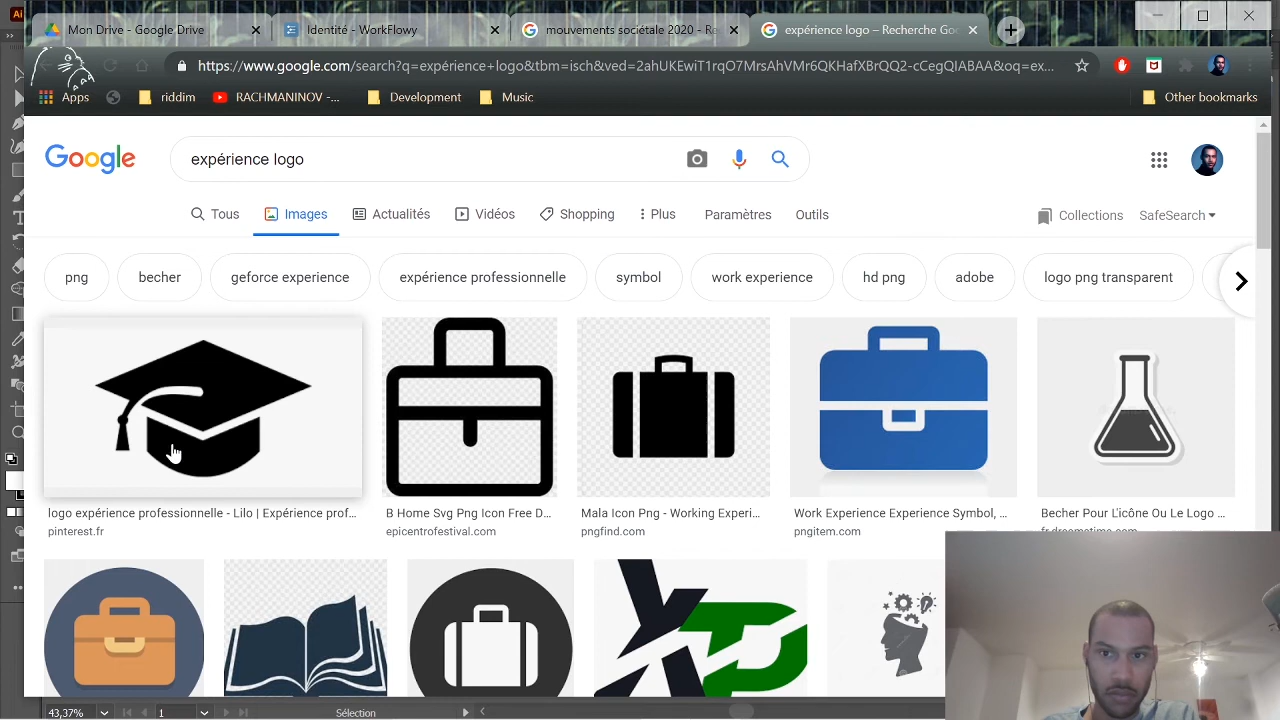 Ai
Mon Drive - Google Drive
Identité - WorkFlowy
mouvements sociétale 2020 - Re
expérience logo – Recherche Goo
https://www.google.com/search?q=expérience+logo&tbm=isch&ved=2ahUKEwiT1rqO7MrsAhVMr6QKHafXBrQQ2-cCegQIABAA&oq=ex...
Apps
riddim
RACHMANINOV -...
Development
Music
Other bookmarks
Google
expérience logo
Tous
Images
Actualités
Vidéos
Shopping
Plus
Paramètres
Outils
Collections
SafeSearch
png
becher
geforce experience
expérience professionnelle
symbol
work experience
hd png
adobe
logo png transparent
logo expérience professionnelle - Lilo | Expérience prof...
pinterest.fr
B Home Svg Png Icon Free D...
epicentrofestival.com
Mala Icon Png - Working Experi...
pngfind.com
Work Experience Experience Symbol, ...
pngitem.com
Becher Pour L'icône Ou Le Logo ...
fr.dreamstime.com
XP
43,37%
1
Sélection